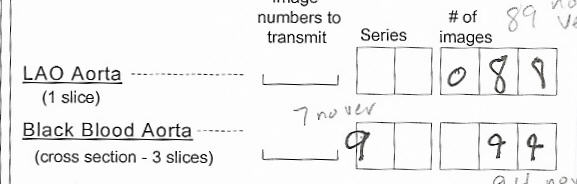 numbers to transmit
Series
# of images
89
LAO Aorta
(1 slice)
0 8 9
7 no ver
Black Blood Aorta
(cross section - 3 slices)
9
9 4